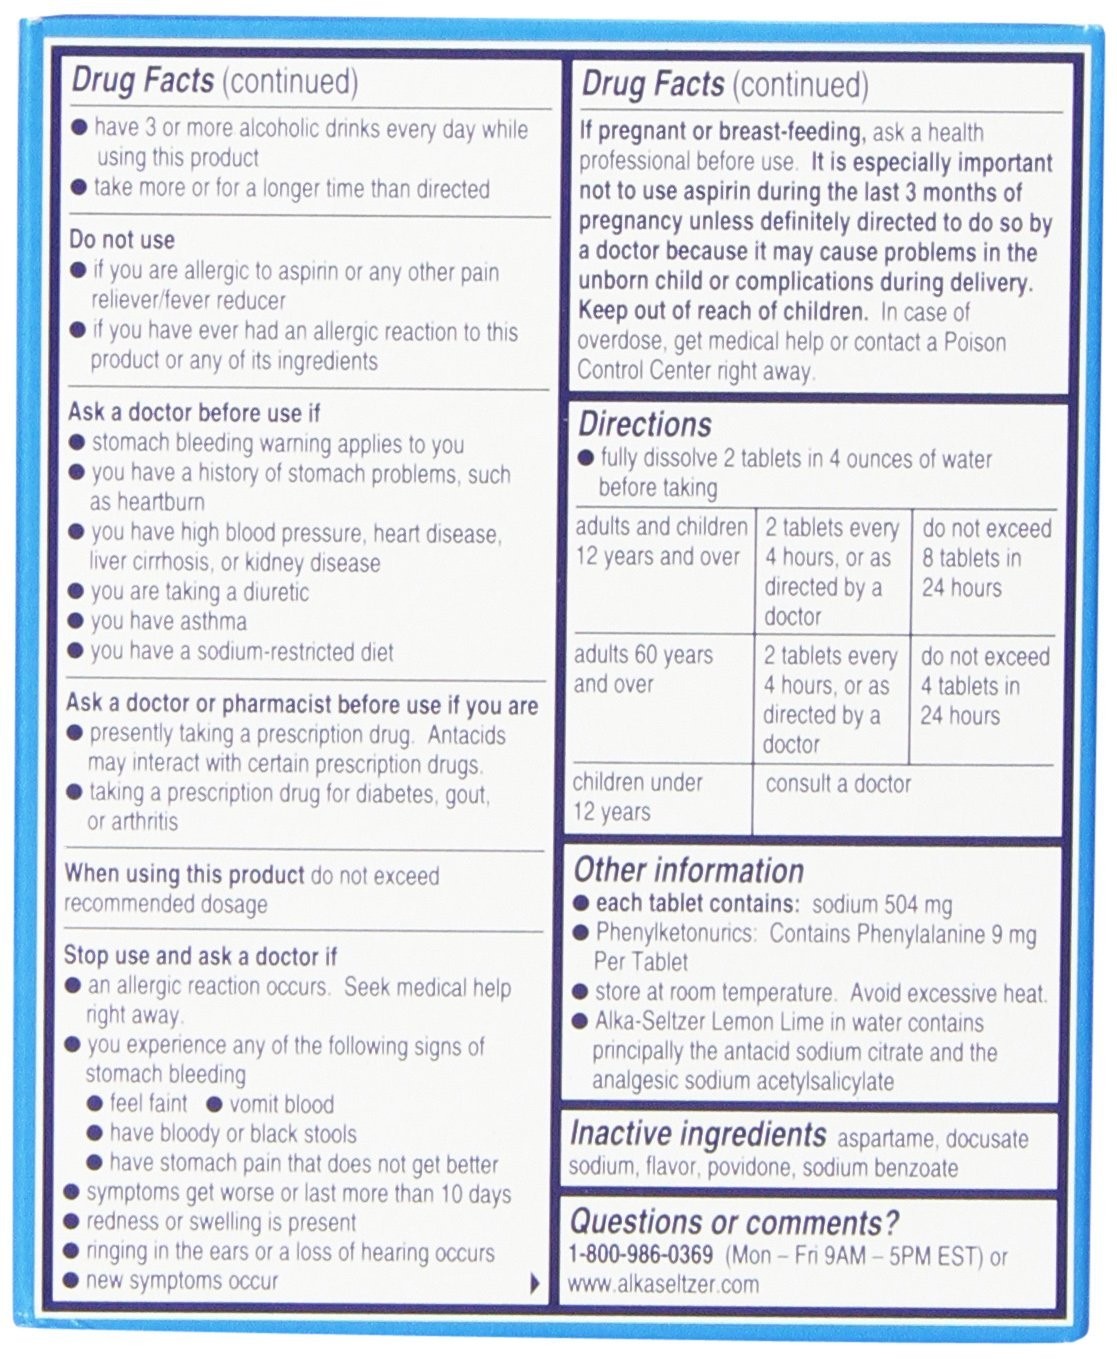 Drug Facts (continued)
● have 3 or more alcoholic drinks every day while
using this product
● take more or for a longer time than directed
Do not use
● if you are allergic to aspirin or any other pain
reliever/fever reducer
● if you have ever had an allergic reaction to this
product or any of its ingredients
Ask a doctor before use if
● stomach bleeding warning applies to you
● you have a history of stomach problems, such
as heartburn
● you have high blood pressure, heart disease,
liver cirrhosis, or kidney disease
● you are taking a diuretic
● you have asthma
● you have a sodium-restricted diet
Ask a doctor or pharmacist before use if you are
● presently taking a prescription drug. Antacids
may interact with certain prescription drugs.
● taking a prescription drug for diabetes, gout,
or arthritis
When using this product do not exceed
recommended dosage
Stop use and ask a doctor if
● an allergic reaction occurs. Seek medical help
right away.
● you experience any of the following signs of
stomach bleeding
● feel faint ● vomit blood
● have bloody or black stools
● have stomach pain that does not get better
● symptoms get worse or last more than 10 days
● redness or swelling is present
● ringing in the ears or a loss of hearing occurs
● new symptoms occur
Drug Facts (continued)
If pregnant or breast-feeding, ask a health
professional before use. It is especially important
not to use aspirin during the last 3 months of
pregnancy unless definitely directed to do so by
a doctor because it may cause problems in the
unborn child or complications during delivery.
Keep out of reach of children. In case of
overdose, get medical help or contact a Poison
Control Center right away.
Directions
● fully dissolve 2 tablets in 4 ounces of water
before taking
adults and children 2 tablets every do not exceed
12 years and over 4 hours, or as 8 tablets in
directed by a 24 hours
doctor
adults 60 years 2 tablets every do not exceed
and over 4 hours, or as 4 tablets in
directed by a 24 hours
doctor
children under consult a doctor
12 years
Other information
● each tablet contains: sodium 504 mg
● Phenylketonurics: Contains Phenylalanine 9 mg
Per Tablet
● store at room temperature. Avoid excessive heat.
● Alka-Seltzer Lemon Lime in water contains
principally the antacid sodium citrate and the
analgesic sodium acetylsalicylate
Inactive ingredients aspartame, docusate
sodium, flavor, povidone, sodium benzoate
Questions or comments?
1-800-986-0369 (Mon – Fri 9AM – 5PM EST) or
www.alkaseltzer.com